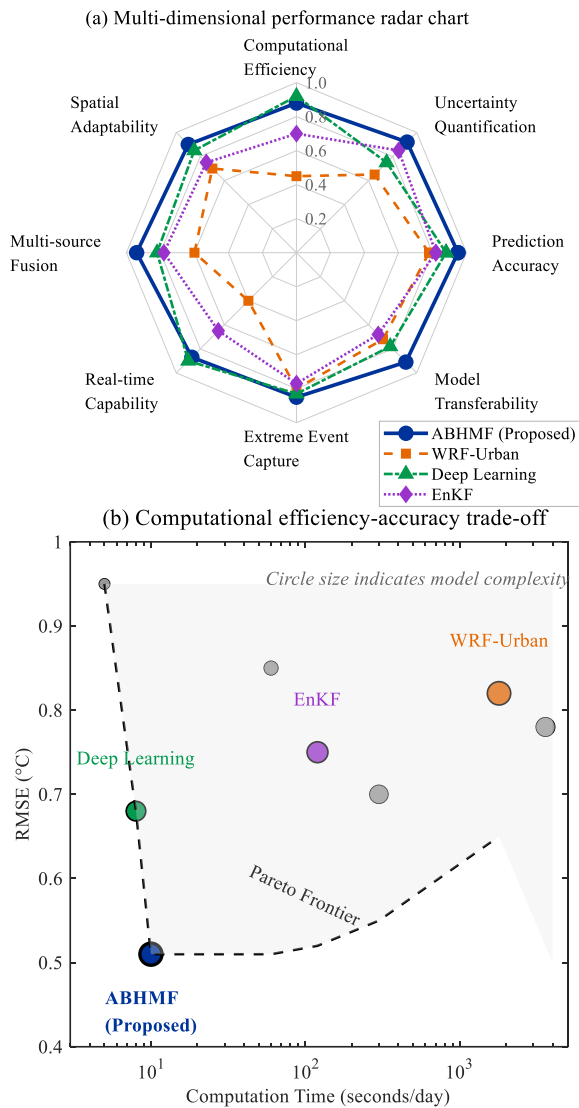 (a) Multi-dimensional performance radar chart
Computational
Efficiency
1.0
0.8
0.6
0.4
0.2
Spatial
Adaptability
Uncertainty
Quantification
Multi-source
Fusion
Prediction
Accuracy
Real-time
Capability
Model
Transferability
Extreme Event
Capture
ABHMF (Proposed)
WRF-Urban
Deep Learning
EnKF
(b) Computational efficiency-accuracy trade-off
1
0.9
0.8
0.7
0.6
0.5
0.4
RMSE (°C)
Circle size indicates model complexity
WRF-Urban
EnKF
Deep Learning
Pareto Frontier
ABHMF
(Proposed)
10¹
10²
10³
Computation Time (seconds/day)